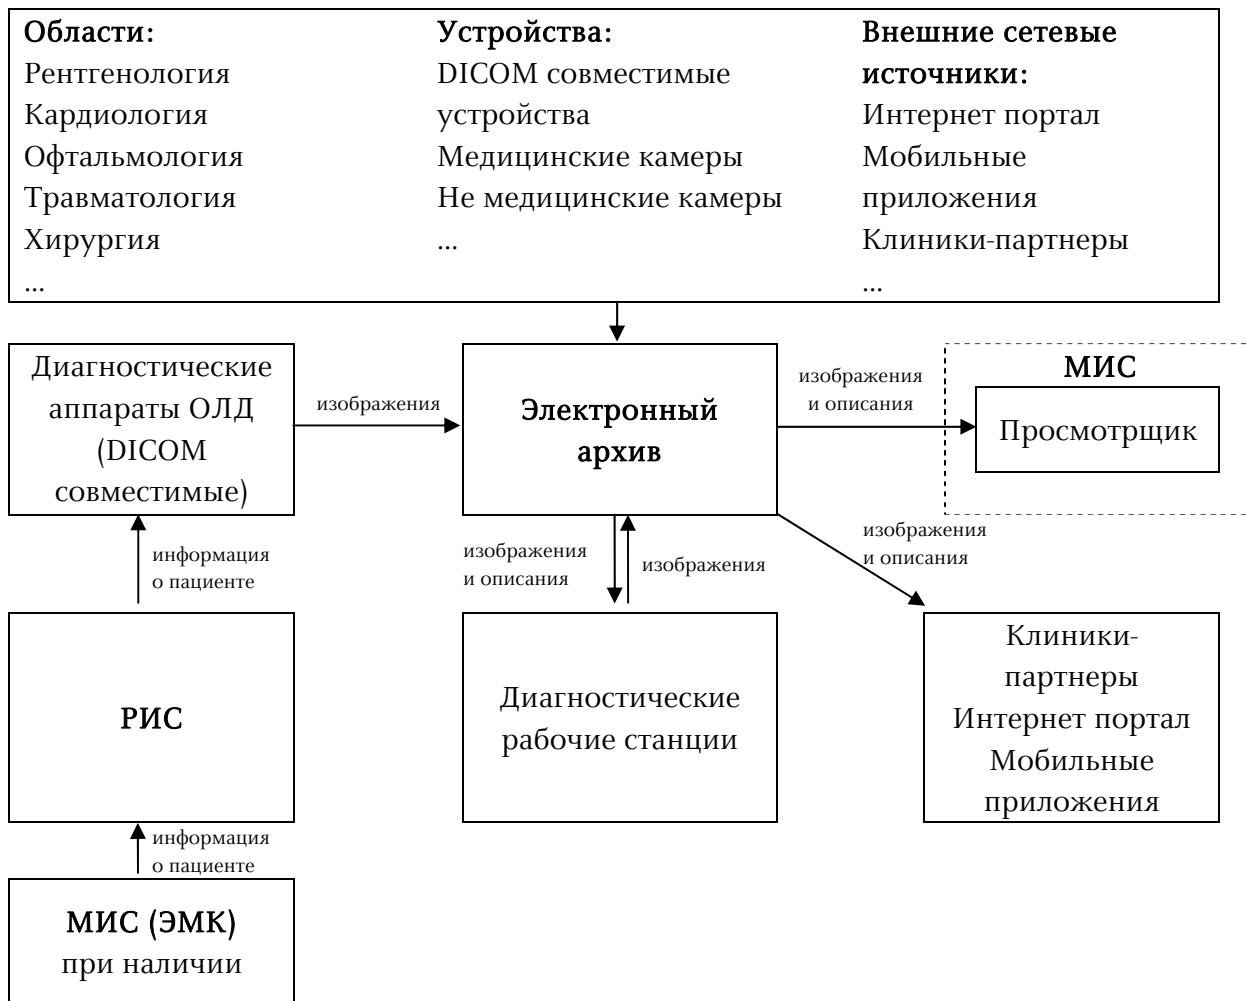 Области:
Рентгенология
Кардиология
Офтальмология
Травматология
Хирургия
...
Устройства:
DICOM совместимые
устройства
Медицинские камеры
Не медицинские камеры
...
Внешние сетевые
источники:
Интернет портал
Мобильные
приложения
Клиники-партнеры
...
Диагностические
аппараты ОЛД
(DICOM
совместимые)
изображения
Электронный
архив
изображения
и описания
МИС
Просмотрщик
информация
о пациенте
изображения
и описания
изображения
изображения
и описания
РИС
Диагностические
рабочие станции
Клиники-
партнеры
Интернет портал
Мобильные
приложения
информация
о пациенте
МИС (ЭМК)
при наличии